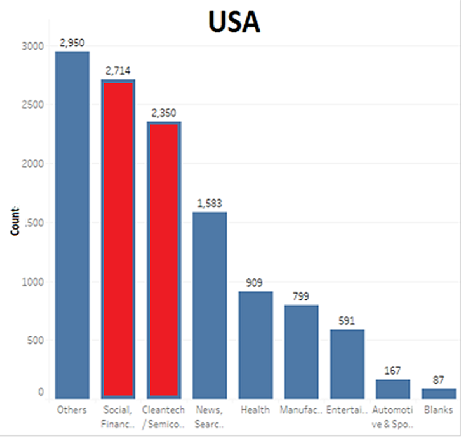 USA
3000
2500
2000
.500
1000
500
0
Count
2,950
2,714
2,350
1,583
909
799
591
167
87
Others
Social,
Financ..
Cleantech
/Semico..
News,
Searc..
Health
Manufac..
Entertai..
Automoti
ve & Spo..
Blanks